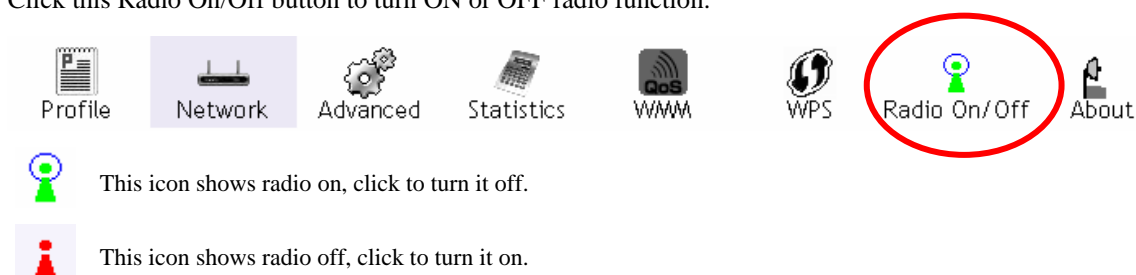 Click this Radio On/Off button to turn ON or OFF radio function.
Profile Network Advanced Statistics WMM WPS Radio On/Off About
QoS
This icon shows radio on, click to turn it off.
This icon shows radio off, click to turn it on.